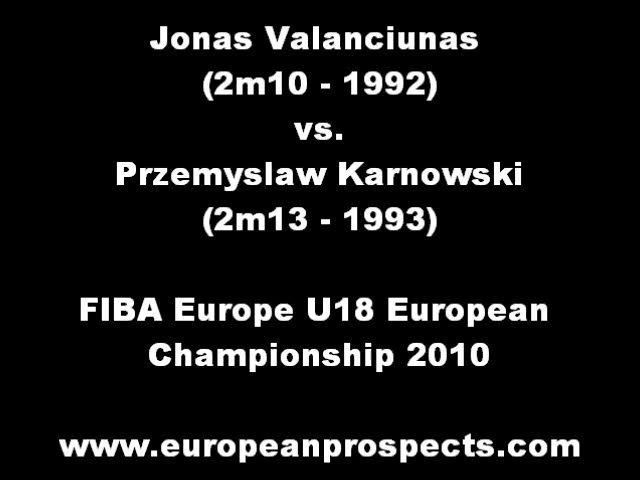 Jonas Valanciunas
(2m10 - 1992)
vs.
Przemyslaw Karnowski
(2m13 - 1993)
FIBA Europe U18 European
Championship 2010
www.europeanprospects.com